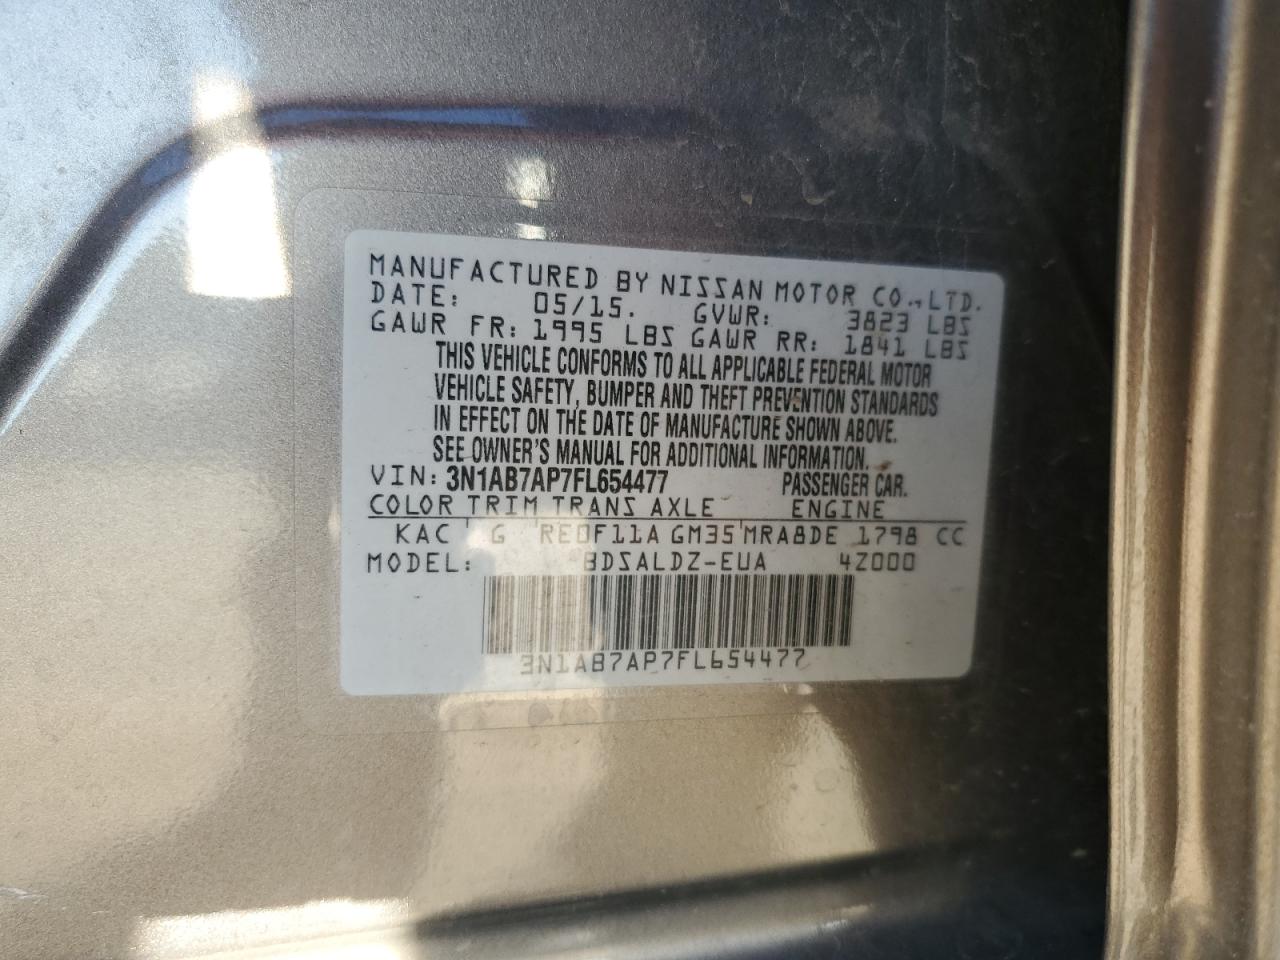 MANUFACTURED BY NISSAN MOTOR CO.,LTD.
DATE: 05/15. GVWR: 3823 LBS
GAWR FR: 1995 LBS GAWR RR: 1841 LBS
THIS VEHICLE CONFORMS TO ALL APPLICABLE FEDERAL MOTOR
VEHICLE SAFETY, BUMPER AND THEFT PREVENTION STANDARDS
IN EFFECT ON THE DATE OF MANUFACTURE SHOWN ABOVE.
SEE OWNER'S MANUAL FOR ADDITIONAL INFORMATION.
VIN: 3N1AB7AP7FL654477 PASSENGER CAR.
COLOR TRIM TRANS AXLE ENGINE
KAC G RE0F11A GM35 MRA8DE 1798 CC
MODEL: BDSALDZ-EUA 4Z000
3N1AB7AP7FL654477